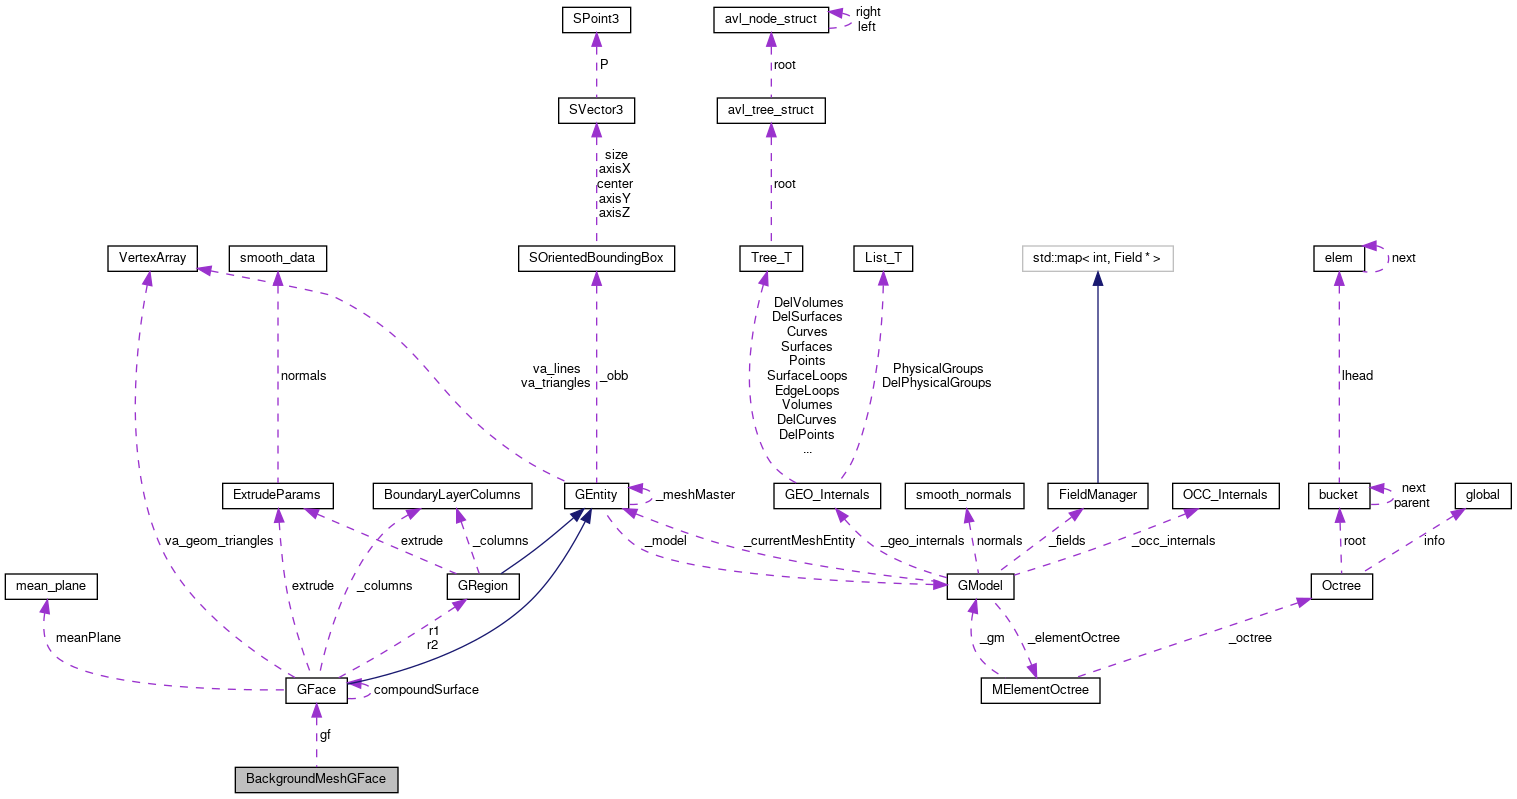 SPoint3
avl_node_struct
right
left
P
root
SVector3
avl_tree_struct
size
axisX
center
axisY
axisZ
root
VertexArray
smooth_data
SOrientedBoundingBox
Tree_T
List_T
std::map< int, Field * >
elem
next
normals
va_lines
va_triangles
_obb
DelVolumes
DelSurfaces
Curves
Surfaces
Points
SurfaceLoops
EdgeLoops
Volumes
DelCurves
DelPoints
...
PhysicalGroups
DelPhysicalGroups
lhead
ExtrudeParams
BoundaryLayerColumns
GEntity
_meshMaster
GEO_Internals
smooth_normals
FieldManager
OCC_Internals
bucket
next
parent
global
va_geom_triangles
extrude
_columns
_model
_currentMeshEntity
_geo_internals
normals
_fields
_occ_internals
root
info
mean_plane
extrude
_columns
GRegion
GModel
Octree
meanPlane
r1
r2
_gm
_elementOctree
_octree
GFace
compoundSurface
MElementOctree
gf
BackgroundMeshGFace